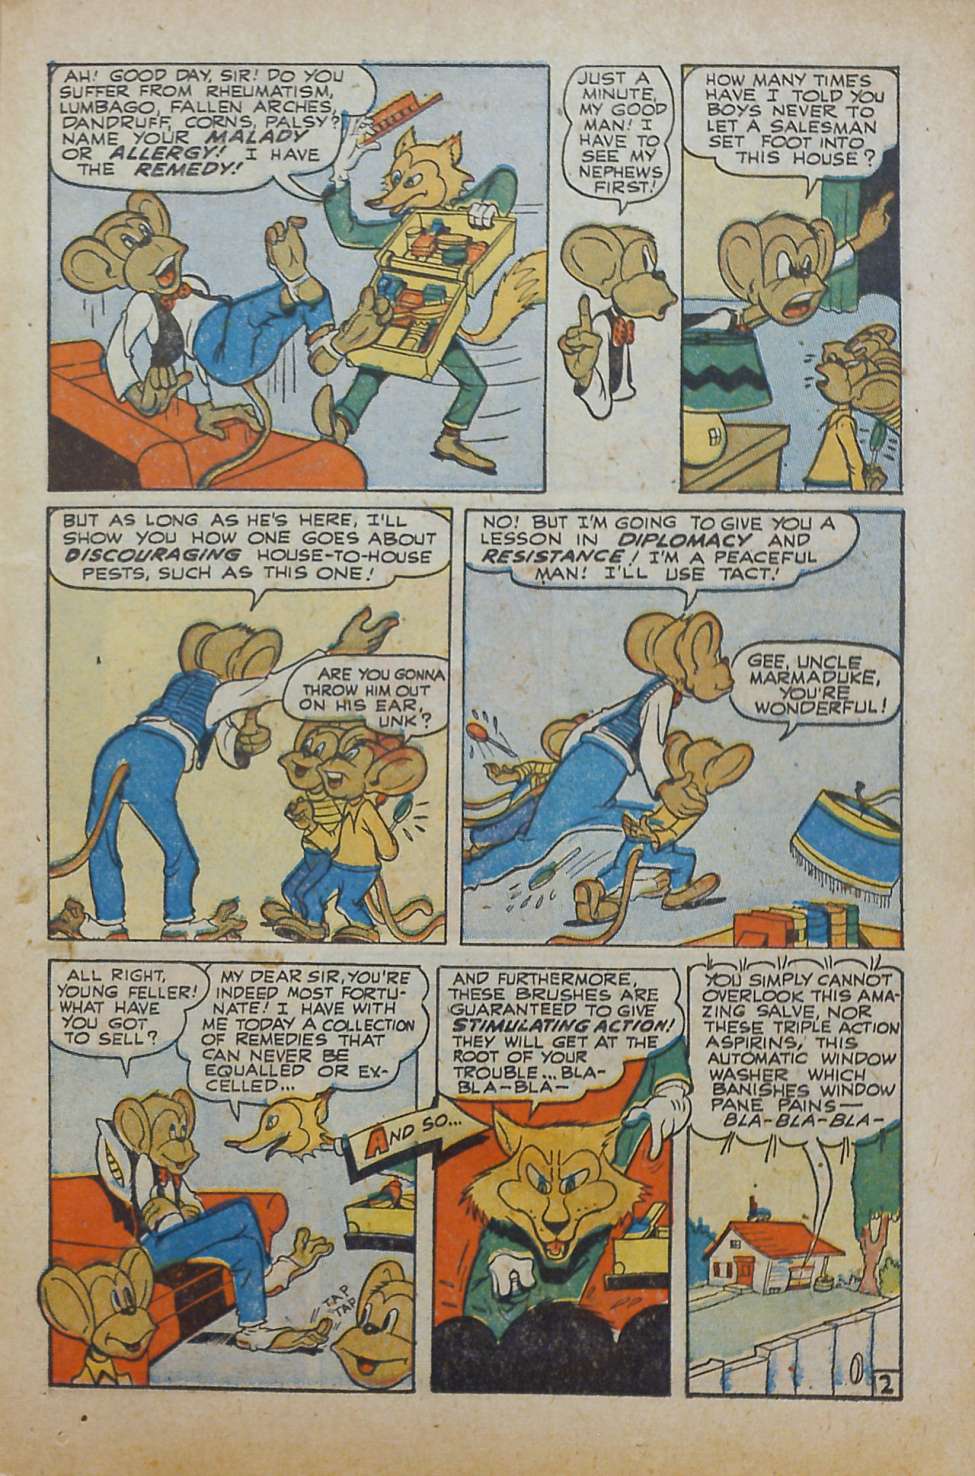 AH! GOOD DAY, SIR! DO YOU
SUFFER FROM RHEUMATISM,
LUMBAGO, FALLEN ARCHES,
DANDRUFF, CORNS, PALSY?
NAME YOUR MALADY
OR ALLERGY! I HAVE
THE REMEDY!
JUST A
MINUTE,
MY GOOD
MAN! I
HAVE TO
SEE MY
NEPHEWS
FIRST!
HOW MANY TIMES
HAVE I TOLD YOU
BOYS NEVER TO
LET A SALESMAN
SET FOOT INTO
THIS HOUSE?
BUT AS LONG AS HE'S HERE, I'LL
SHOW YOU HOW ONE GOES ABOUT
DISCOURAGING HOUSE-TO-HOUSE
PESTS, SUCH AS THIS ONE!
ARE YOU GONNA
THROW HIM OUT
ON HIS EAR,
UNK?
NO! BUT I'M GOING TO GIVE YOU A
LESSON IN DIPLOMACY AND
RESISTANCE! I'M A PEACEFUL
MAN! I'LL USE TACT!
GEE, UNCLE
MARMADUKE,
YOU'RE
WONDERFUL!
ALL RIGHT,
YOUNG FELLER!
WHAT HAVE
YOU GOT
TO SELL?
MY DEAR SIR, YOU'RE
INDEED MOST FORTU-
NATE! I HAVE WITH
ME TODAY A COLLECTION
OF REMEDIES THAT
CAN NEVER BE
EQUALLED OR EX-
CELLED...
TAP
TAP
AND SO...
AND FURTHERMORE,
THESE BRUSHES ARE
GUARANTEED TO GIVE
STIMULATING ACTION!
THEY WILL GET AT THE
ROOT OF YOUR
TROUBLE... BLA-
BLA-BLA-
YOU SIMPLY CANNOT
OVERLOOK THIS AMA-
ZING SALVE, NOR
THESE TRIPLE ACTION
ASPIRINS, THIS
AUTOMATIC WINDOW
WASHER WHICH
BANISHES WINDOW
PANE PAINS—
BLA-BLA-BLA-
2